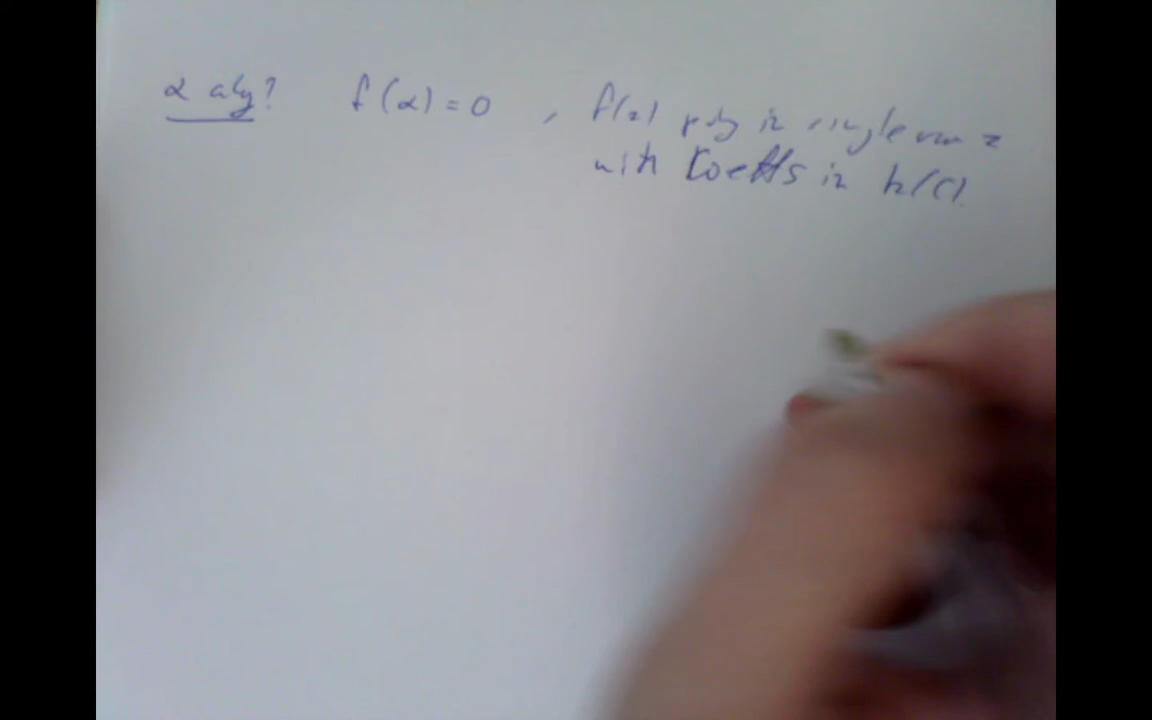 α alg? f(α) = 0 , f(z) poly in single var z
with coeffs in k(C).